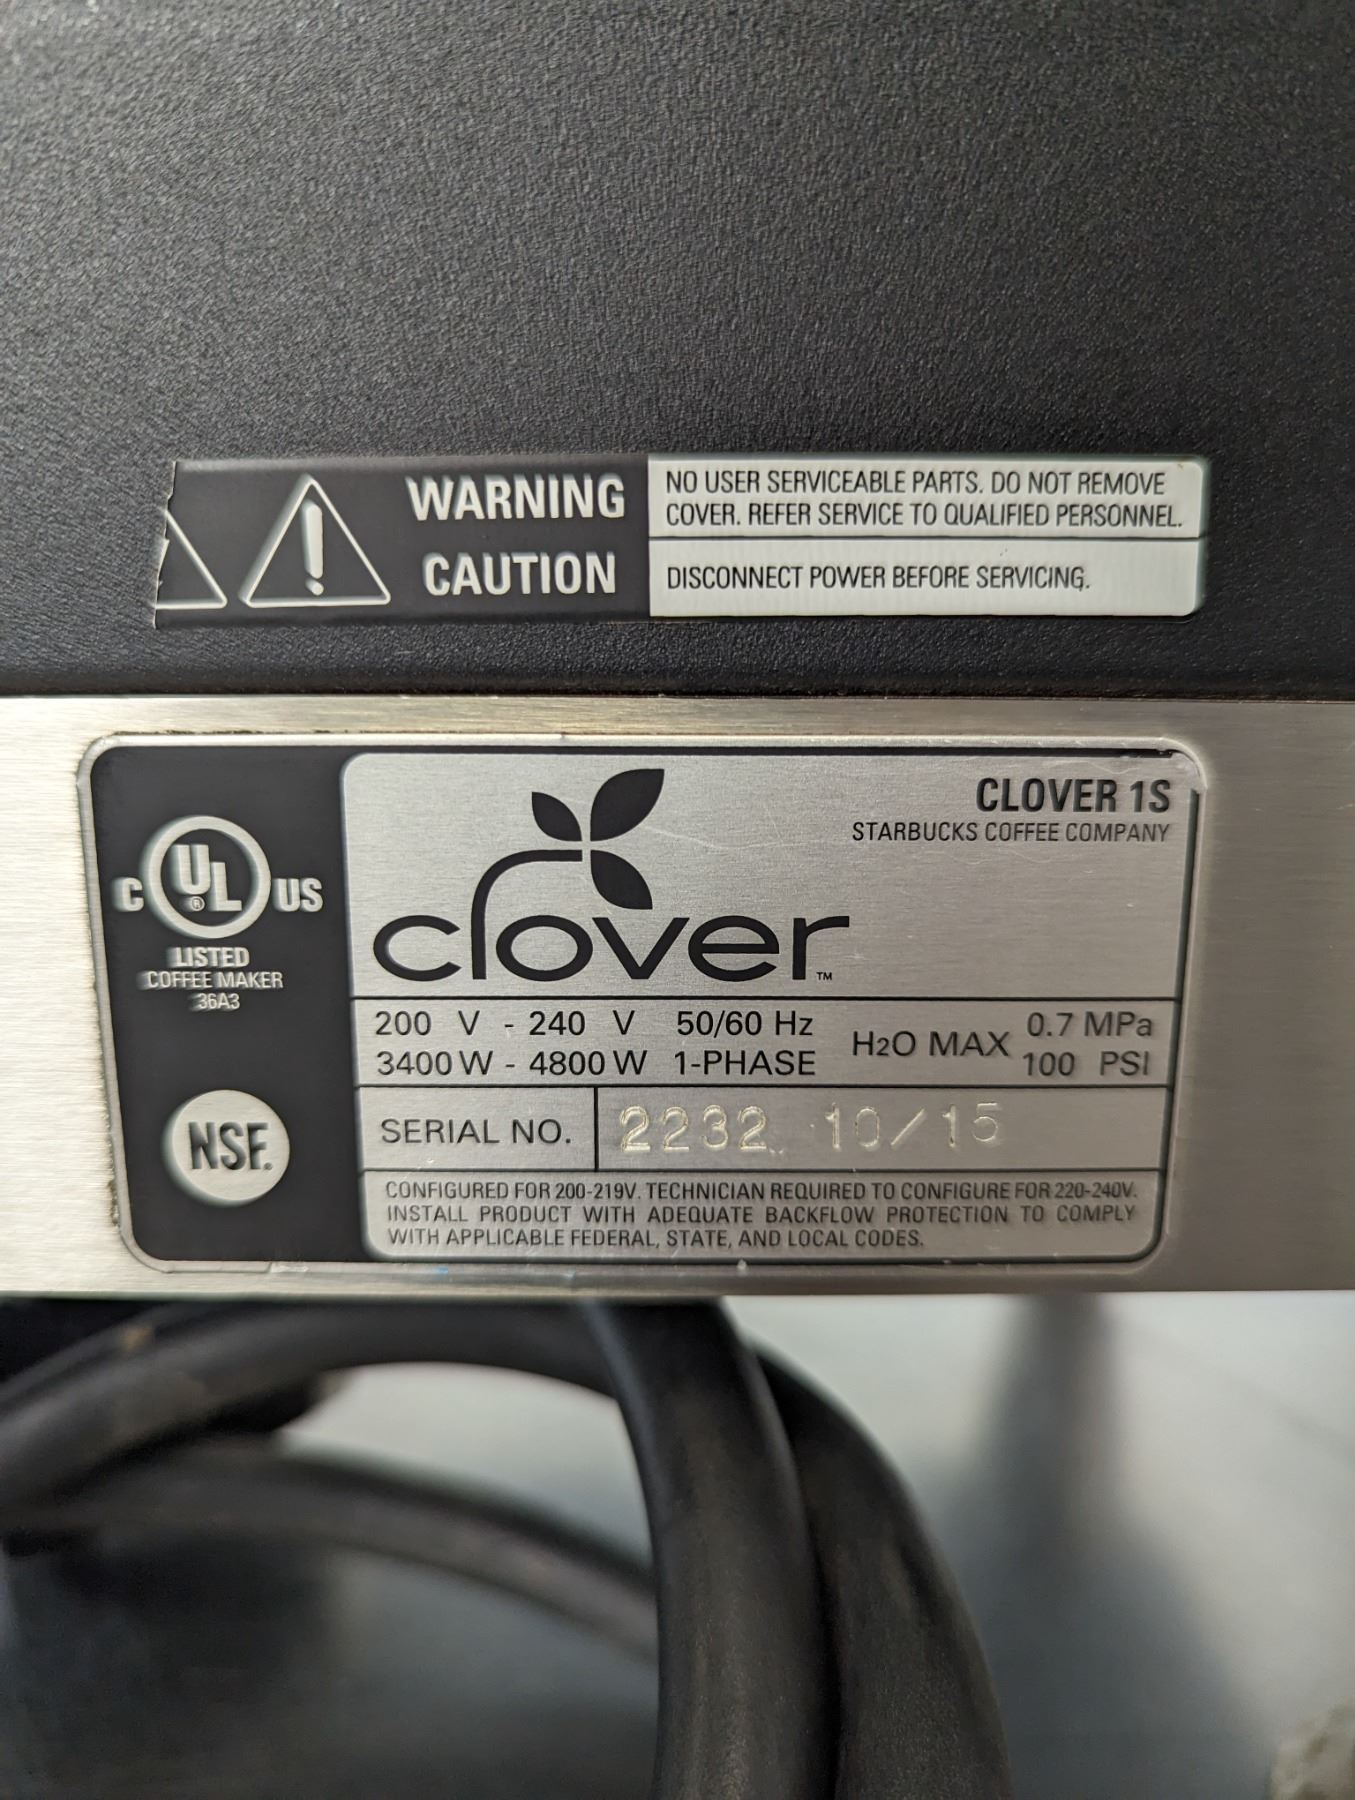 WARNING
CAUTION
NO USER SERVICEABLE PARTS. DO NOT REMOVE
COVER. REFER SERVICE TO QUALIFIED PERSONNEL.
DISCONNECT POWER BEFORE SERVICING.
C UL® US
LISTED
COFFEE MAKER
36A3
NSF.
clover™
CLOVER 1S
STARBUCKS COFFEE COMPANY
200 V - 240 V 50/60 Hz
3400W - 4800W 1-PHASE
H2O MAX
0.7 MPa
100 PSI
SERIAL NO.
2232 10/15
CONFIGURED FOR 200-219V. TECHNICIAN REQUIRED TO CONFIGURE FOR 220-240V.
INSTALL PRODUCT WITH ADEQUATE BACKFLOW PROTECTION TO COMPLY
WITH APPLICABLE FEDERAL, STATE, AND LOCAL CODES.